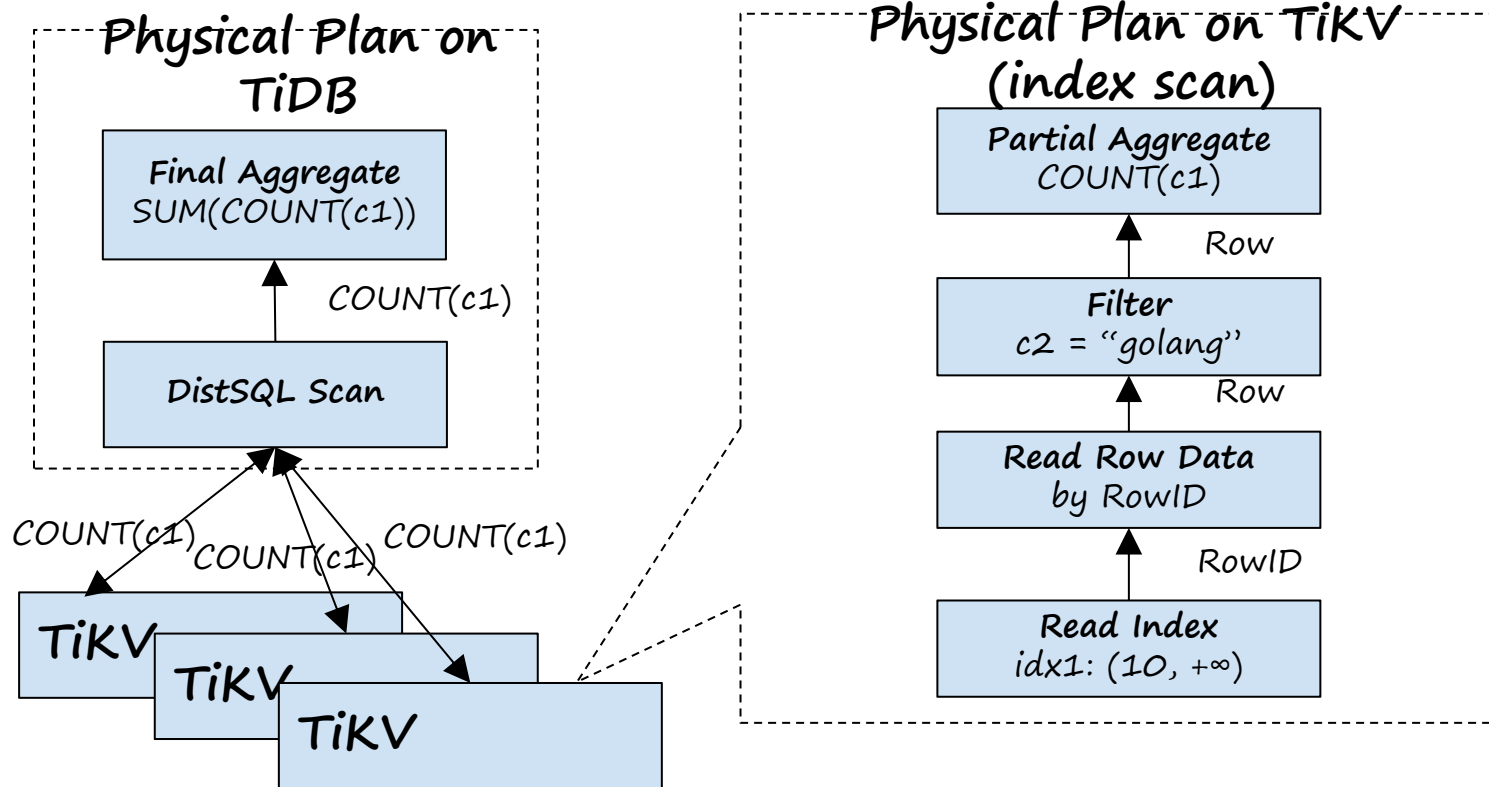 Physical Plan on
TiDB
Final Aggregate
SUM(COUNT(c1))
COUNT(c1)
DistSQL Scan
COUNT(c1)
COUNT(c1)
COUNT(c1)
TiKV
TiKV
TiKV
Physical Plan on TiKV
(index scan)
Partial Aggregate
COUNT(c1)
Row
Filter
c2 = “golang”
Row
Read Row Data
by RowID
RowID
Read Index
idx1: (10, +∞)